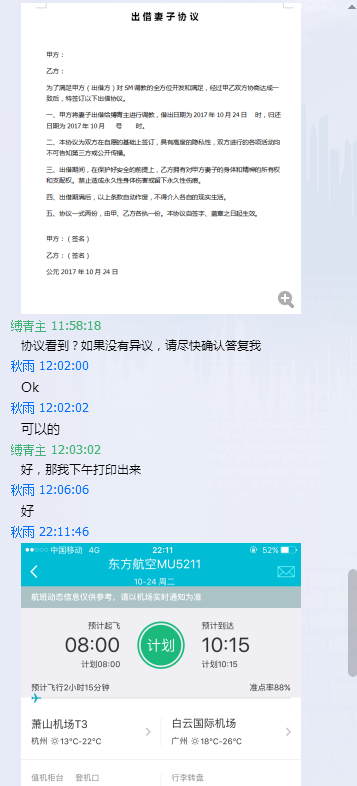 出借妻子协议
甲方：
乙方：
为了满足甲方（出借方）对 SM 调教的全方位开发和满足，经过甲乙双方协商达成一
致后，特签订以下出借协议。
一、甲方将妻子出借给博青主进行调教，借出日期为 2017 年 10 月 24 日 时，归还
日期为 2017 年 10 月 号 时。
二、本协议为双方在自愿的基础上签订，具有高度的隐私性，双方进行的各项活动均
不可告知第三方或公开传播。
三、出借期间，在保护好安全的前提上，乙方拥有对甲方妻子的身体和精神的所有权
和支配权。禁止造成永久性身体伤害或留下永久性伤痕。
四、出借期满后，以上条款自动作废，不得介入各自的现实生活。
五、协议一式两份，由甲、乙方各执一份。本协议自签字、盖章之日起生效。
甲方：（签名）
乙方：（签名）
公元 2017 年 10 月 24 日
缚青主 11:58:18
协议看到？如果没有异议，请尽快确认答复我
秋雨 12:02:00
Ok
秋雨 12:02:02
可以的
缚青主 12:03:02
好，那我下午打印出来
秋雨 12:06:06
好
秋雨 22:11:46
中国移动 4G 22:11 52%
东方航空MU5211
10-24 周二
航班动态信息仅供参考，请以机场实时通知为准
预计起飞 预计到达
08:00 计划 10:15
计划08:00 计划10:15
预计飞行2小时15分钟 准点率88%
萧山机场T3 白云国际机场
杭州 13°C-22°C 广州 18°C-26°C
值机柜台 登机口 行李转盘